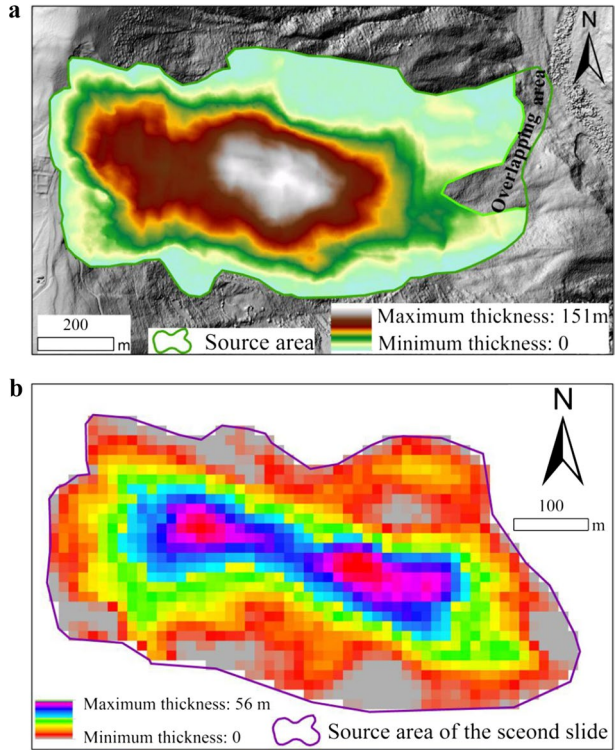 a
N
Overlapping area
200
m
Source area
Maximum thickness: 151m
Minimum thickness: 0
b
N
100
m
Maximum thickness: 56 m
Minimum thickness: 0
Source area of the sceond slide